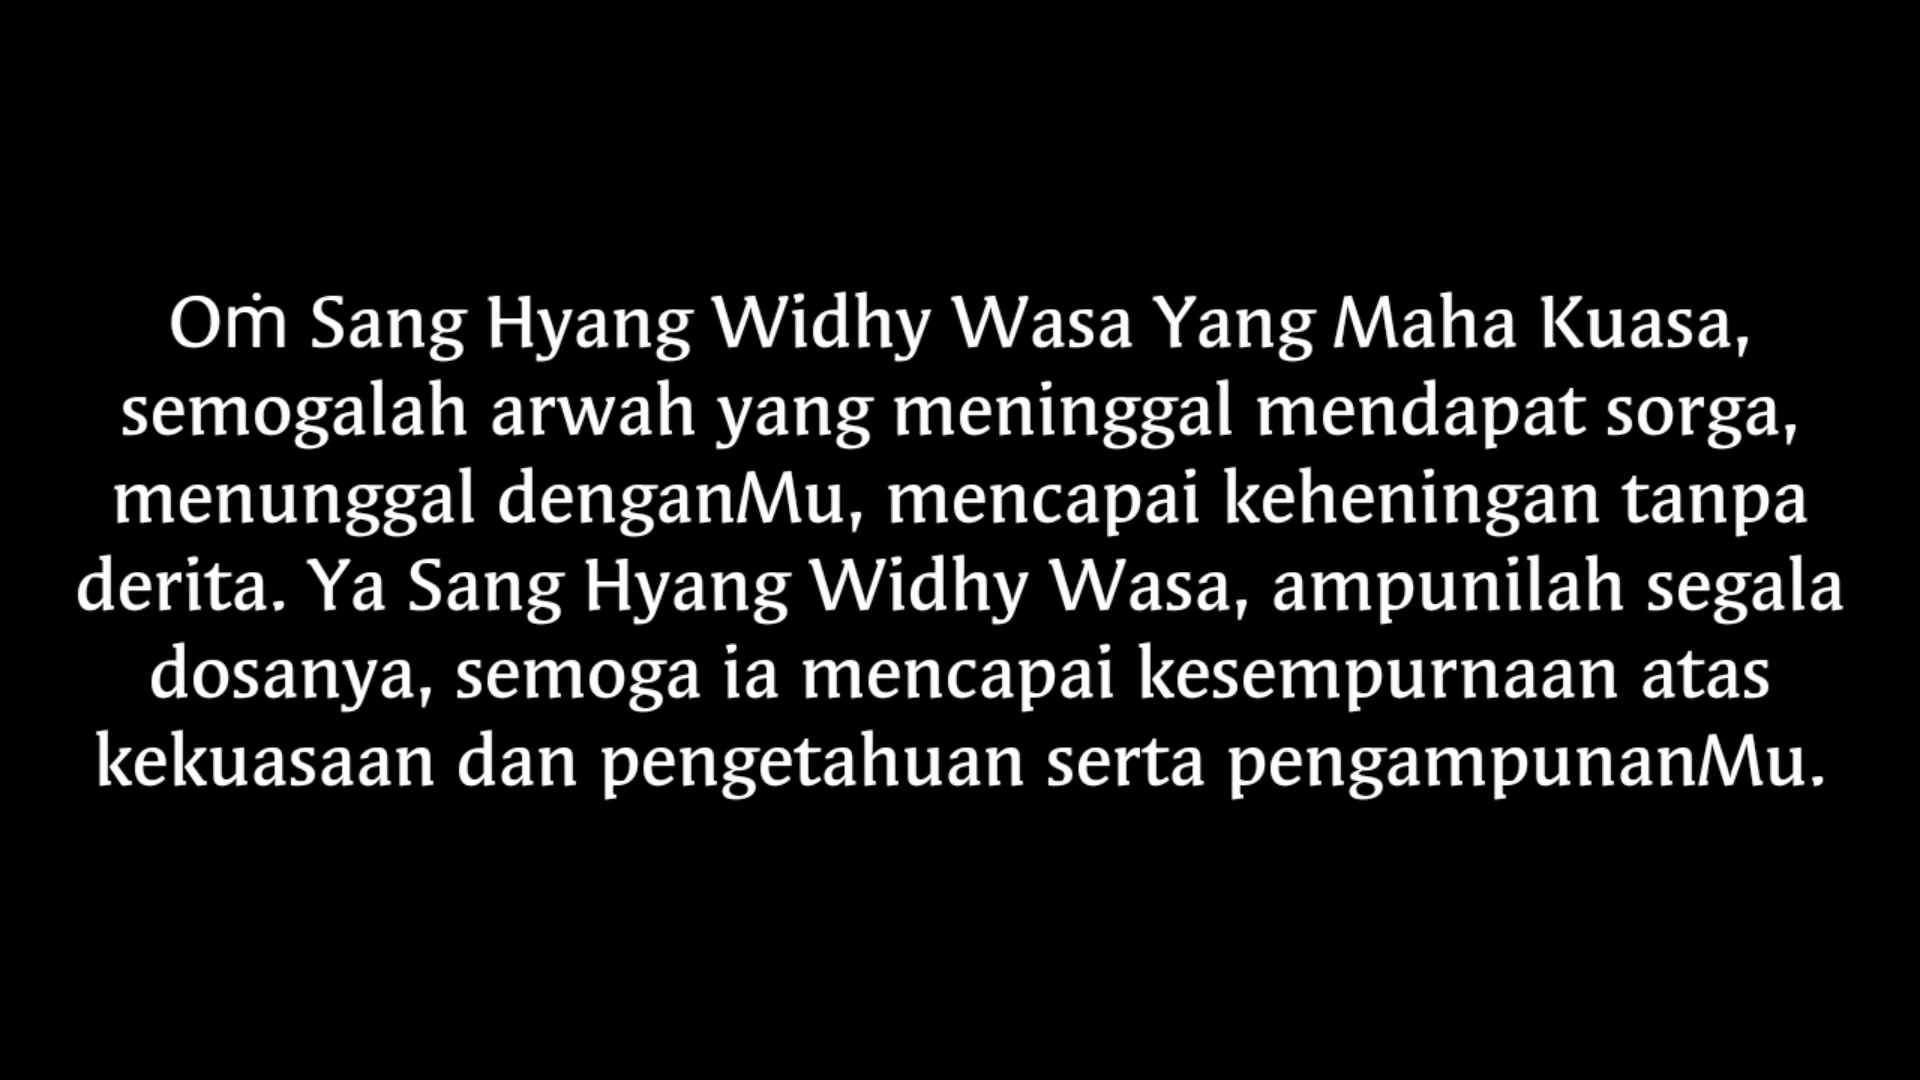 Oṁ Sang Hyang Widhy Wasa Yang Maha Kuasa,
semogalah arwah yang meninggal mendapat sorga,
menunggal denganMu, mencapai keheningan tanpa
derita. Ya Sang Hyang Widhy Wasa, ampunilah segala
dosanya, semoga ia mencapai kesempurnaan atas
kekuasaan dan pengetahuan serta pengampunanMu.